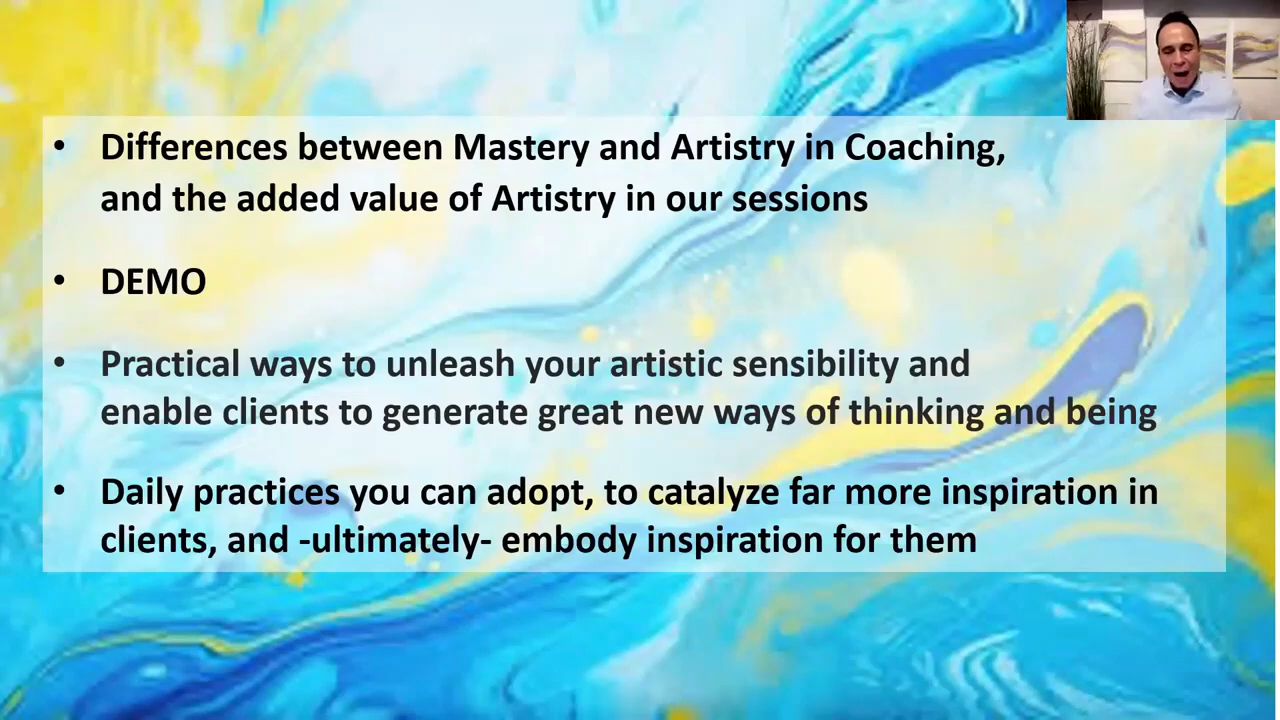 • Differences between Mastery and Artistry in Coaching,
and the added value of Artistry in our sessions
• DEMO
• Practical ways to unleash your artistic sensibility and
enable clients to generate great new ways of thinking and being
• Daily practices you can adopt, to catalyze far more inspiration in
clients, and -ultimately- embody inspiration for them